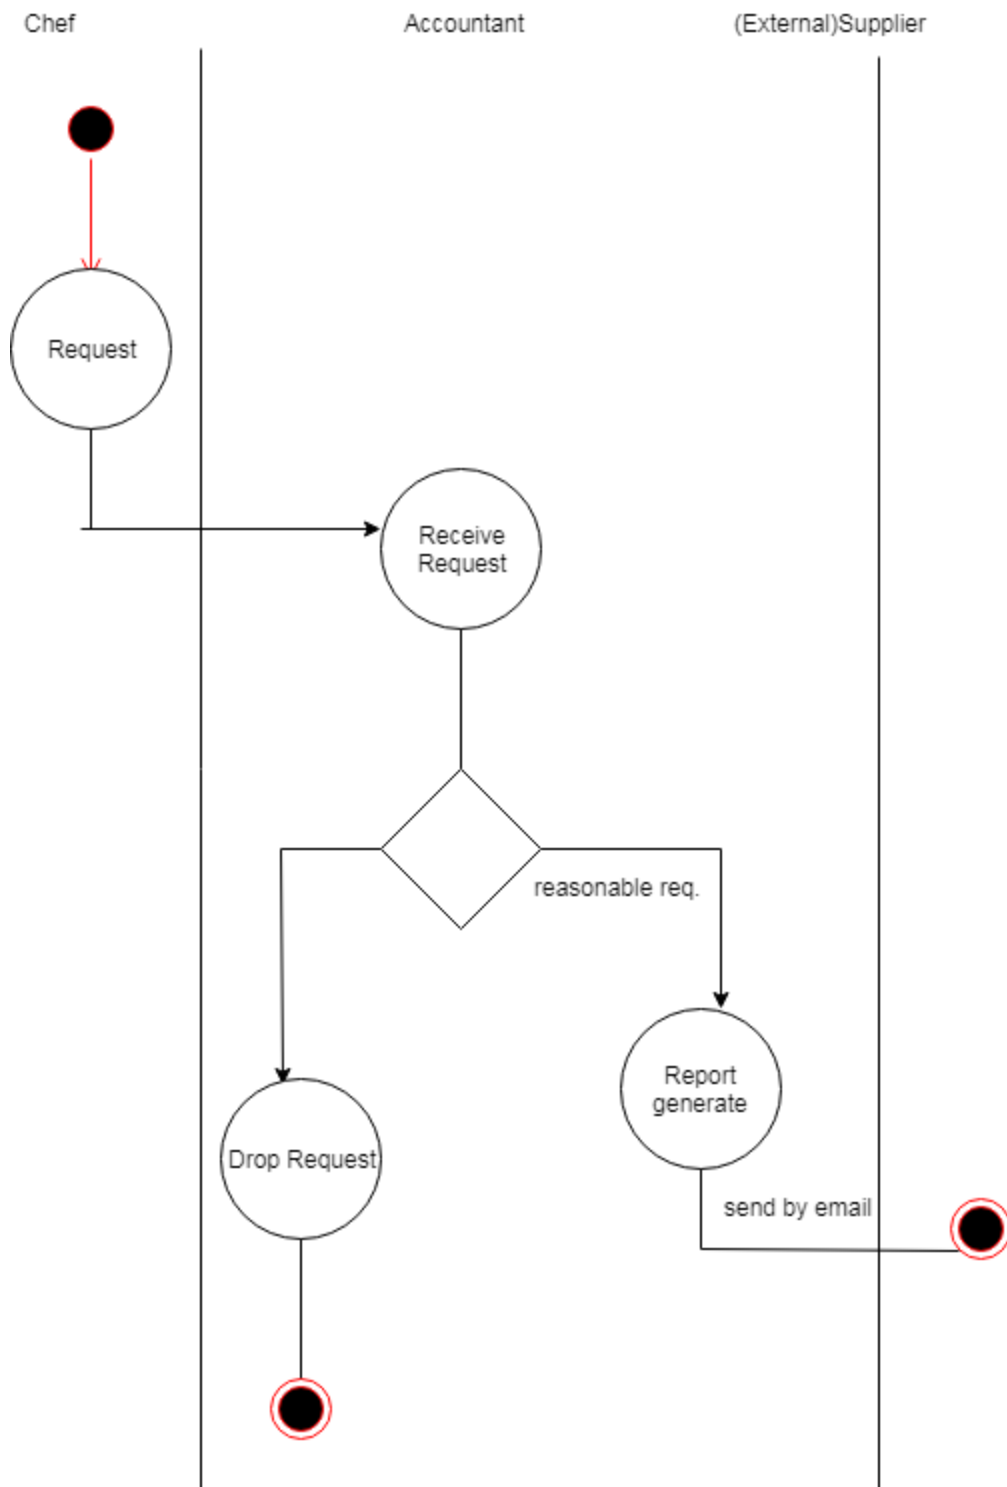 Chef
Accountant
(External)Supplier
Request
Receive
Request
reasonable req.
Report
generate
Drop Request
send by email